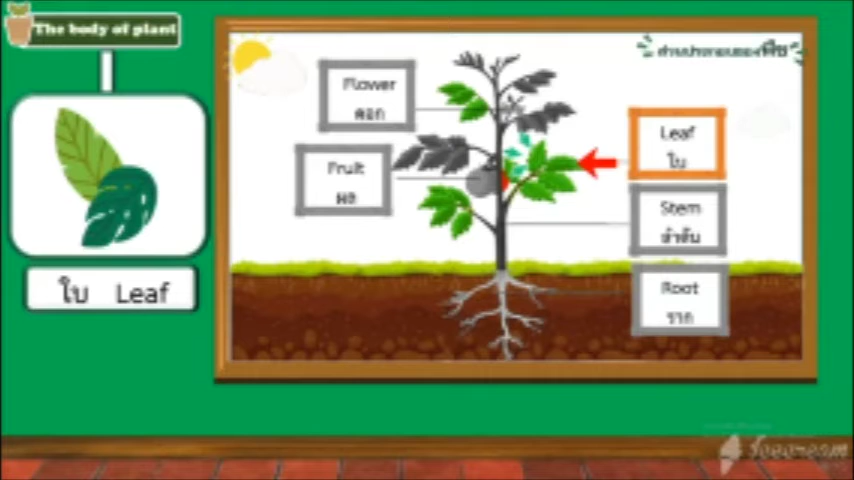 The body of plant
Flower
ดอก
Fruit
ผล
Leaf
ใบ
Stem
ลำต้น
Root
ราก
ใบ Leaf